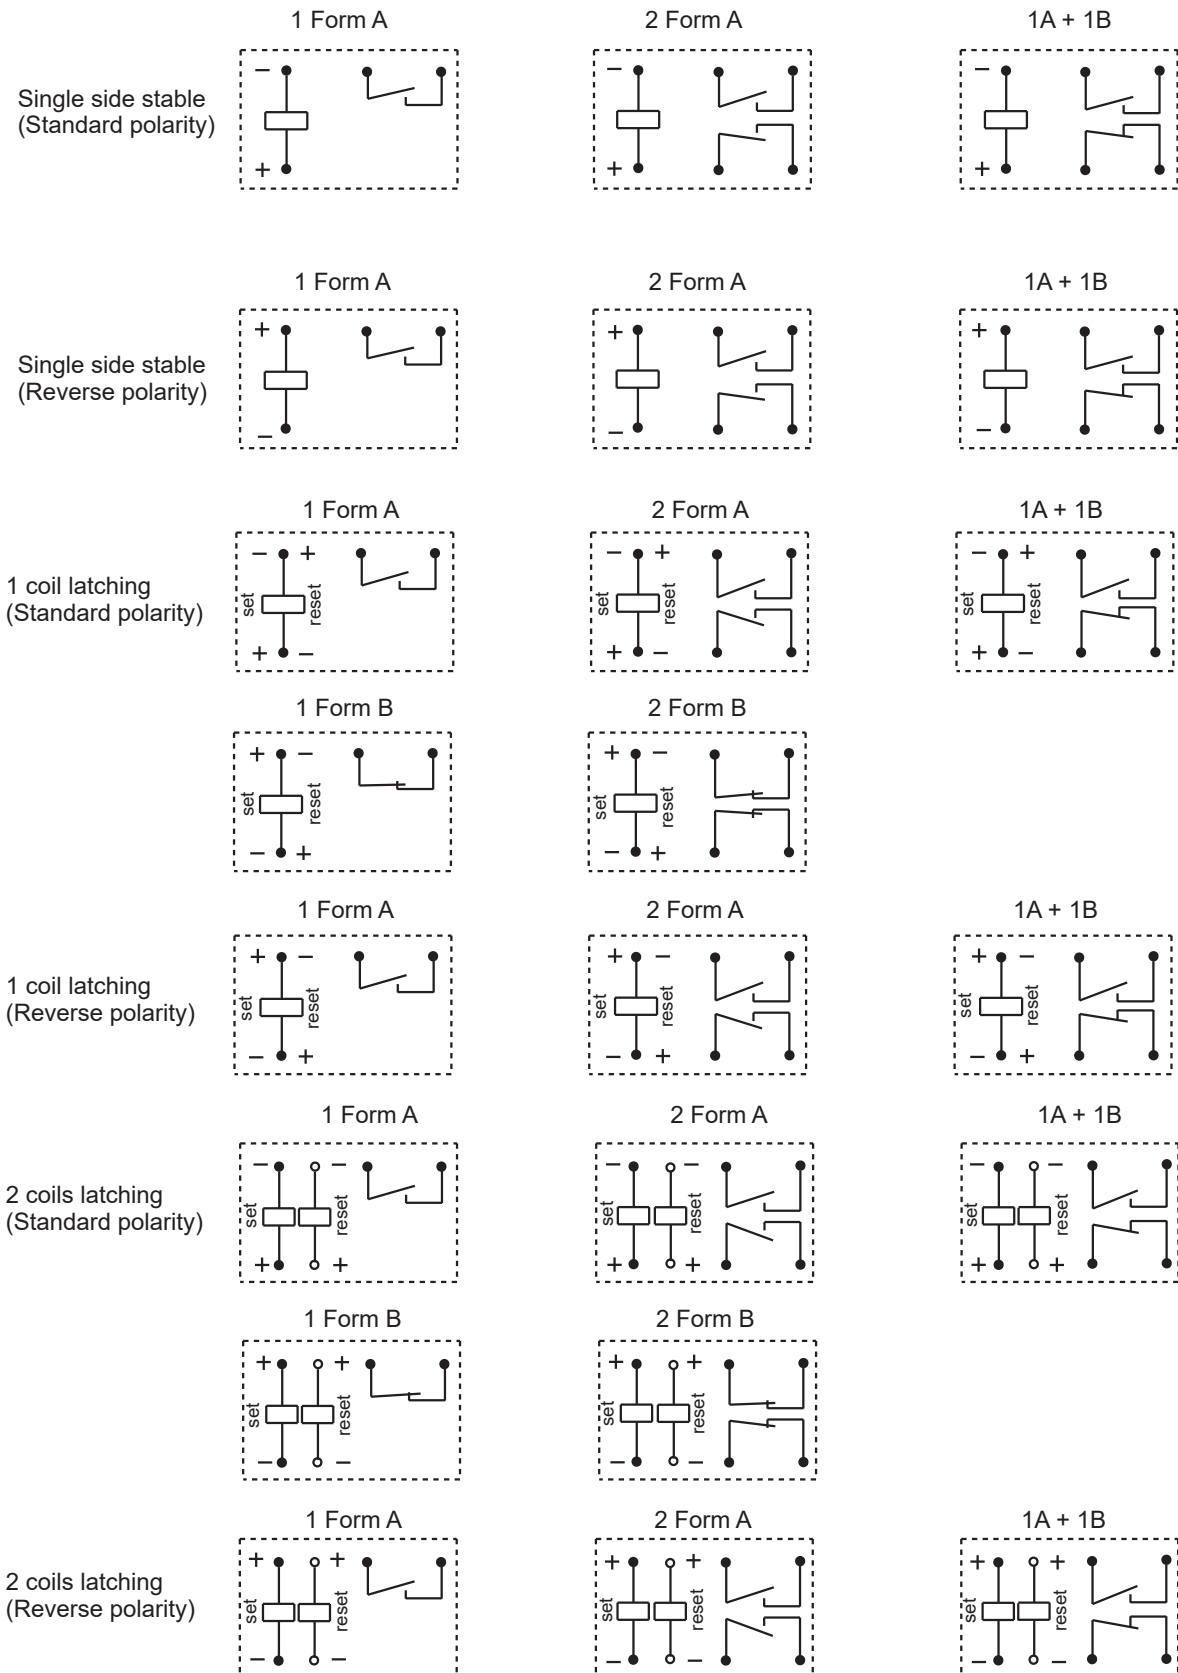 1 Form A
2 Form A
1A + 1B
Single side stable
(Standard polarity)
−
+
−
+
−
+
1 Form A
2 Form A
1A + 1B
Single side stable
(Reverse polarity)
+
−
+
−
+
−
1 Form A
2 Form A
1A + 1B
1 coil latching
(Standard polarity)
− +
set
reset
+ −
− +
set
reset
+ −
− +
set
reset
+ −
1 Form B
2 Form B
+ −
set
reset
− +
+ −
set
reset
− +
1 Form A
2 Form A
1A + 1B
1 coil latching
(Reverse polarity)
+ −
set
reset
− +
+ −
set
reset
− +
+ −
set
reset
− +
1 Form A
2 Form A
1A + 1B
2 coils latching
(Standard polarity)
− −
set
reset
+ +
− −
set
reset
+ +
− −
set
reset
+ +
1 Form B
2 Form B
+ +
set
reset
− −
+ +
set
reset
− −
1 Form A
2 Form A
1A + 1B
2 coils latching
(Reverse polarity)
+ +
set
reset
− −
+ +
set
reset
− −
+ +
set
reset
− −